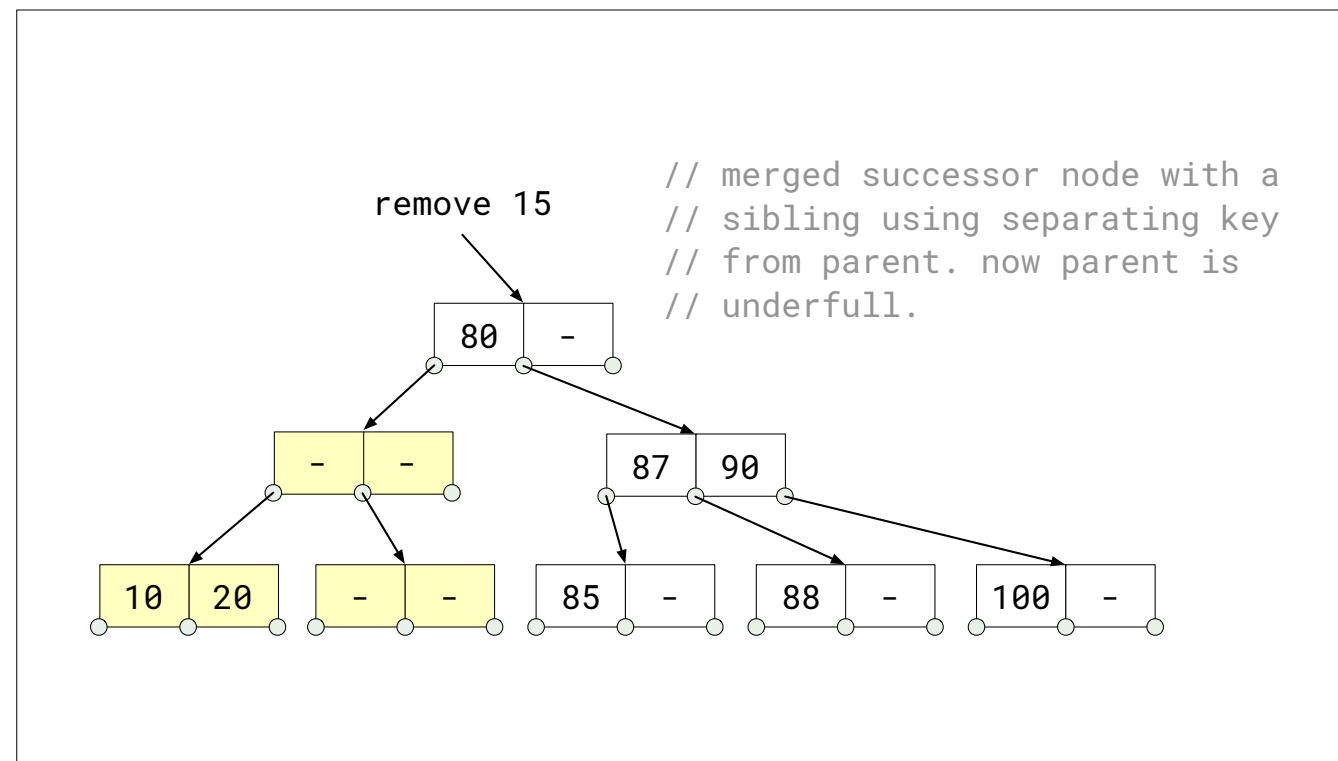 // merged successor node with a
remove 15
// sibling using separating key
// from parent. now parent is
// underfull.
80 -
- -
87 90
10 20
- -
85 -
88 -
100 -